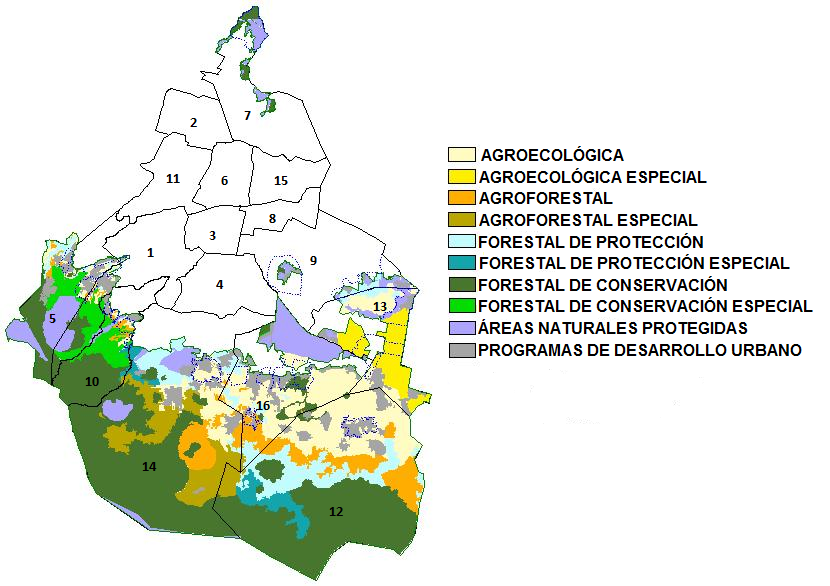 7
2
11
6
15
8
3
1
9
4
13
5
10
16
14
12
AGROECOLÓGICA
AGROECOLÓGICA ESPECIAL
AGROFORESTAL
AGROFORESTAL ESPECIAL
FORESTAL DE PROTECCIÓN
FORESTAL DE PROTECCIÓN ESPECIAL
FORESTAL DE CONSERVACIÓN
FORESTAL DE CONSERVACIÓN ESPECIAL
ÁREAS NATURALES PROTEGIDAS
PROGRAMAS DE DESARROLLO URBANO